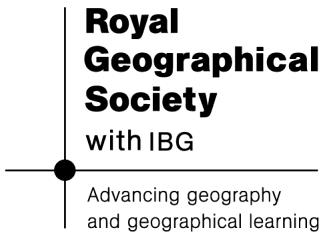 Royal
Geographical
Society
with IBG
Advancing geography
and geographical learning